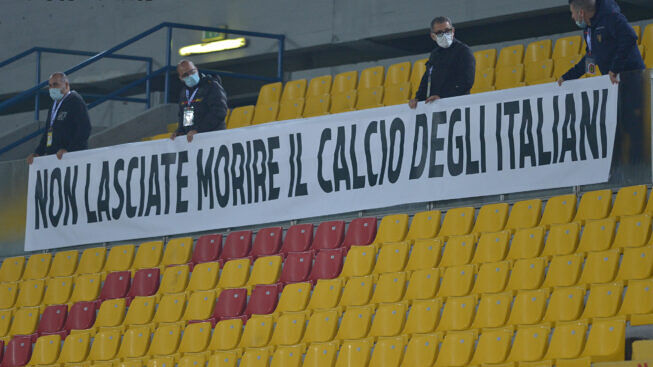 NON LASCIATE MORIRE IL CALCIO DEGLI ITALIANI